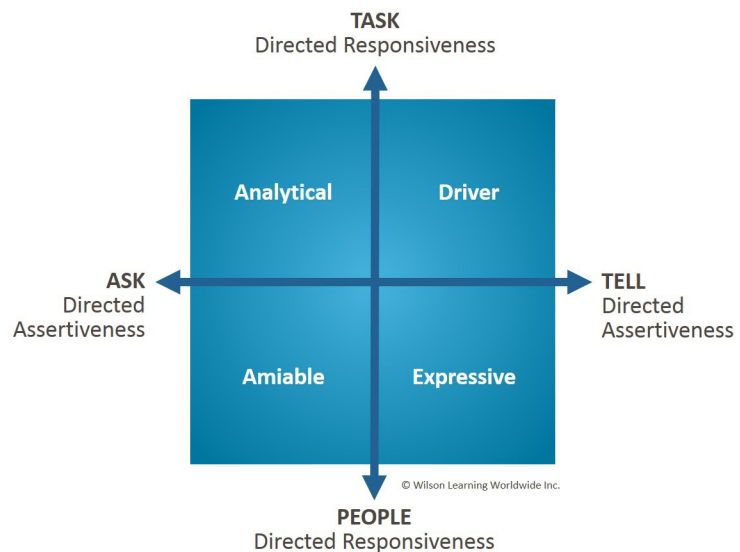 TASK
Directed Responsiveness
Analytical
Driver
ASK
Directed
Assertiveness
TELL
Directed
Assertiveness
Amiable
Expressive
© Wilson Learning Worldwide Inc.
PEOPLE
Directed Responsiveness